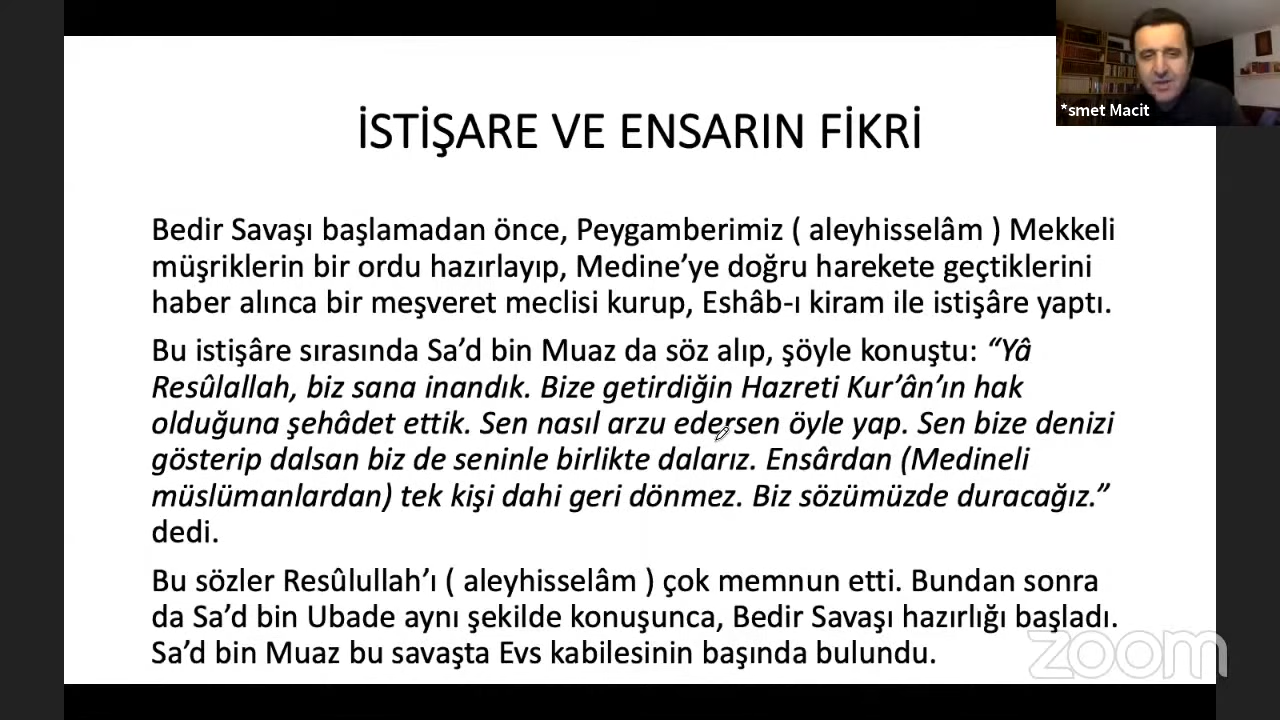 *smet Macit
İSTİŞARE VE ENSARIN FİKRİ
Bedir Savaşı başlamadan önce, Peygamberimiz ( aleyhisselâm ) Mekkeli
müşriklerin bir ordu hazırlayıp, Medine’ye doğru harekete geçtiklerini
haber alınca bir meşveret meclisi kurup, Eshâb-ı kiram ile istişâre yaptı.
Bu istişâre sırasında Sa’d bin Muaz da söz alıp, şöyle konuştu: “Yâ
Resûlallah, biz sana inandık. Bize getirdiğin Hazreti Kur’ân’ın hak
olduğuna şehâdet ettik. Sen nasıl arzu edersen öyle yap. Sen bize denizi
gösterip dalsan biz de seninle birlikte dalarız. Ensârdan (Medineli
müslümanlardan) tek kişi dahi geri dönmez. Biz sözümüzde duracağız.”
dedi.
Bu sözler Resûlullah’ı ( aleyhisselâm ) çok memnun etti. Bundan sonra
da Sa’d bin Ubade aynı şekilde konuşunca, Bedir Savaşı hazırlığı başladı.
Sa’d bin Muaz bu savaşta Evs kabilesinin başında bulundu.
zoom